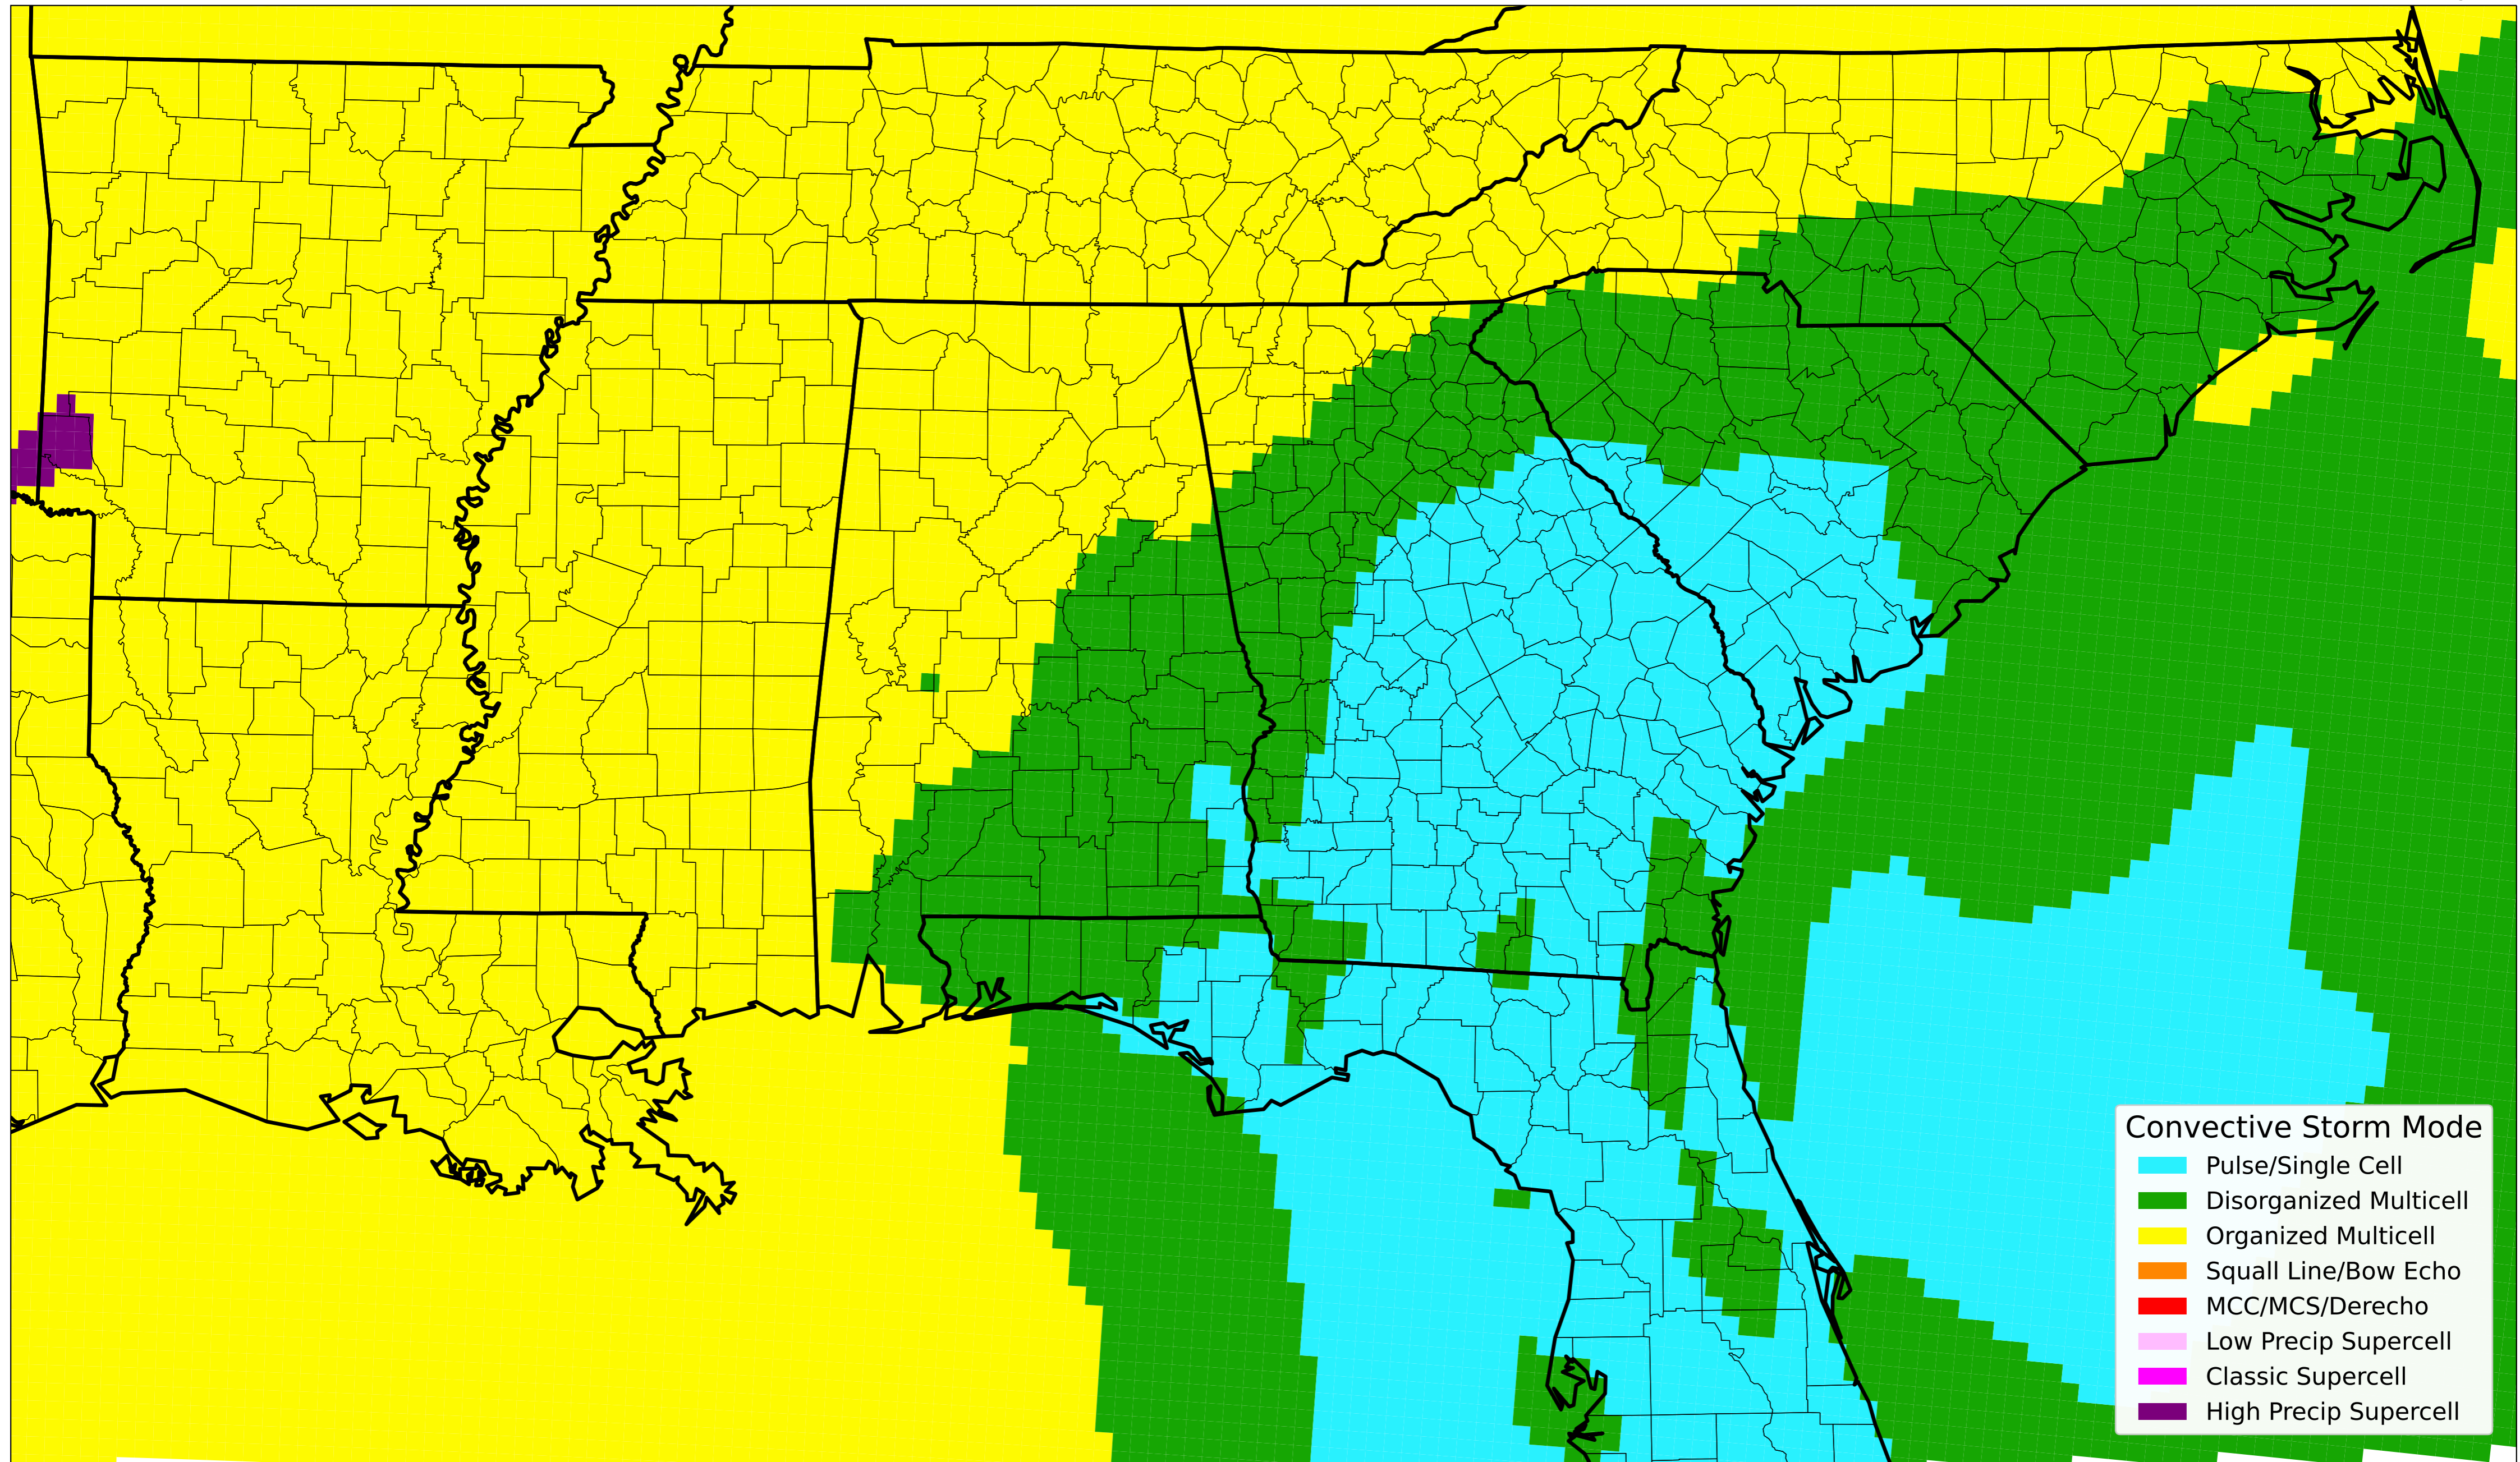 Convective Storm Mode
Pulse/Single Cell
Disorganized Multicell
Organized Multicell
Squall Line/Bow Echo
MCC/MCS/Derecho
Low Precip Supercell
Classic Supercell
High Precip Supercell